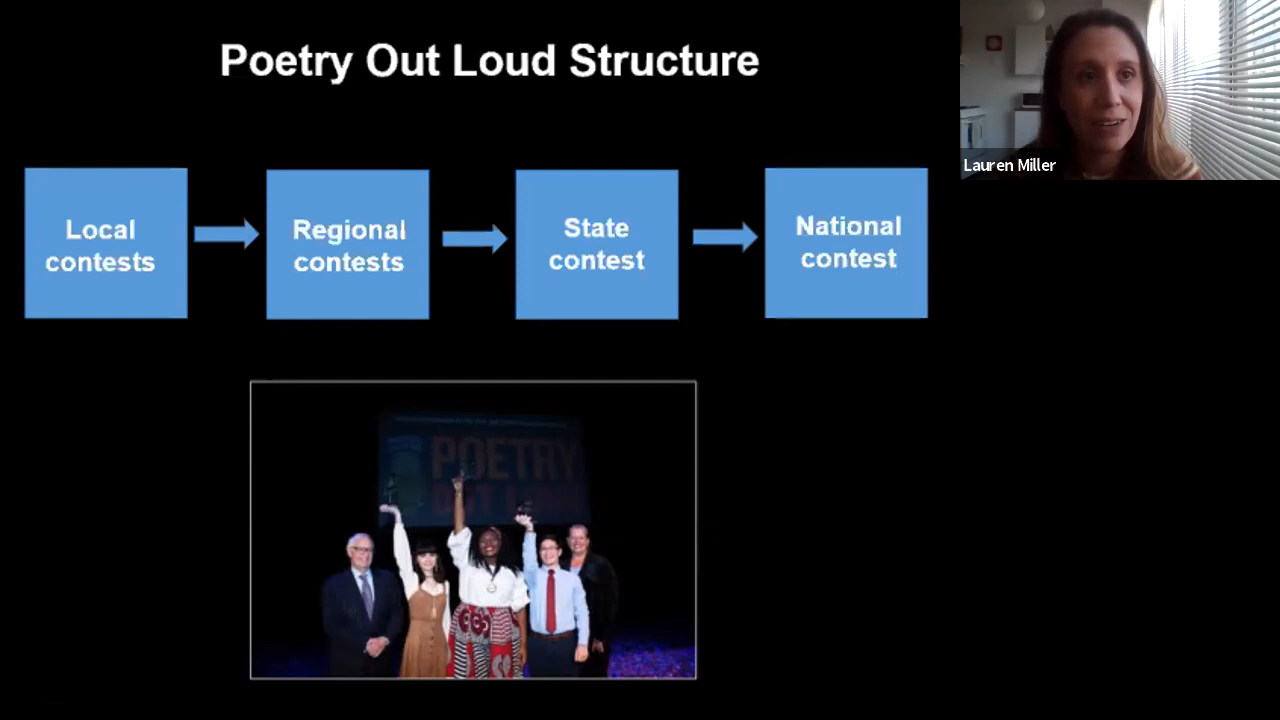 Poetry Out Loud Structure
Lauren Miller
Local
contests
Regional
contests
State
contest
National
contest
POETRY